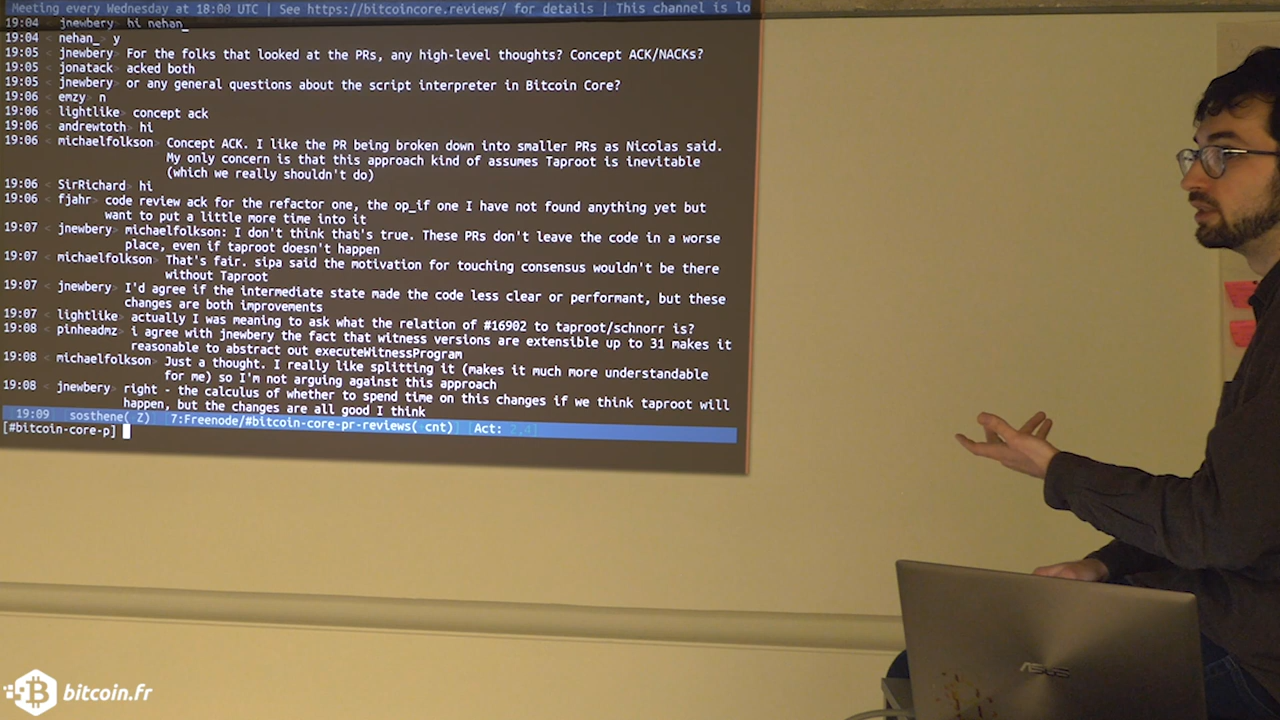 Meeting every Wednesday at 18:00 UTC | See https://bitcoincore.reviews/ for details | This channel is lo
19:04 < jnewbery> hi nehan_
19:04 < nehan_> y
19:05 < jnewbery> For the folks that looked at the PRs, any high-level thoughts? Concept ACK/NACKs?
19:05 < jonatack> acked both
19:05 < jnewbery> or any general questions about the script interpreter in Bitcoin Core?
19:06 < emzy> n
19:06 < lightlike> concept ack
19:06 < andrewtoth> hi
19:06 < michaelfolkson> Concept ACK. I like the PR being broken down into smaller PRs as Nicolas said.
My only concern is that this approach kind of assumes Taproot is inevitable
(which we really shouldn't do)
19:06 < SirRichard> hi
19:06 < fjahr> code review ack for the refactor one, the op_if one I have not found anything yet but
want to put a little more time into it
19:07 < jnewbery> michaelfolkson: I don't think that's true. These PRs don't leave the code in a worse
place, even if taproot doesn't happen
19:07 < michaelfolkson> That's fair. sipa said the motivation for touching consensus wouldn't be there
without Taproot
19:07 < jnewbery> I'd agree if the intermediate state made the code less clear or performant, but these
changes are both improvements
19:07 < lightlike> actually I was meaning to ask what the relation of #16902 to taproot/schnorr is?
19:08 < pinheadmz> i agree with jnewbery the fact that witness versions are extensible up to 31 makes it
reasonable to abstract out executeWitnessProgram
19:08 < michaelfolkson> Just a thought. I really like splitting it (makes it much more understandable
for me) so I'm not arguing against this approach
19:08 < jnewbery> right - the calculus of whether to spend time on this changes if we think taproot will
happen, but the changes are all good I think
19:09 | sosthene( Z) | 7:Freenode/#bitcoin-core-pr-reviews( cnt) | [Act: 2,4]
[#bitcoin-core-p]
ASUS
bitcoin.fr